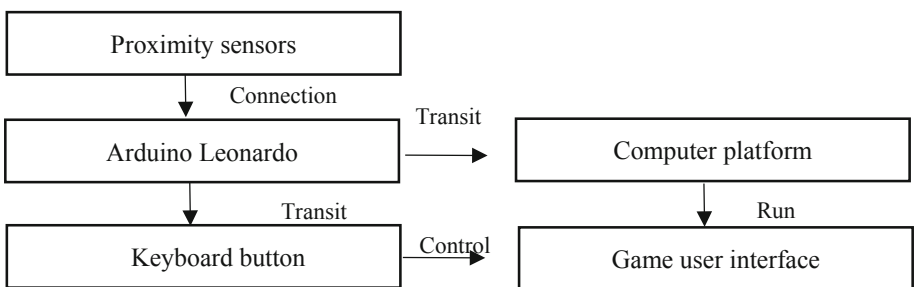 Proximity sensors
Connection
Transit
Arduino Leonardo
Computer platform
Transit
Run
Keyboard button
Control
Game user interface